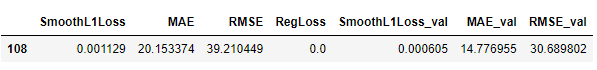 SmoothL1Loss MAE RMSE RegLoss SmoothL1Loss_val MAE_val RMSE_val
108 0.001129 20.153374 39.210449 0.0 0.000605 14.776955 30.689802